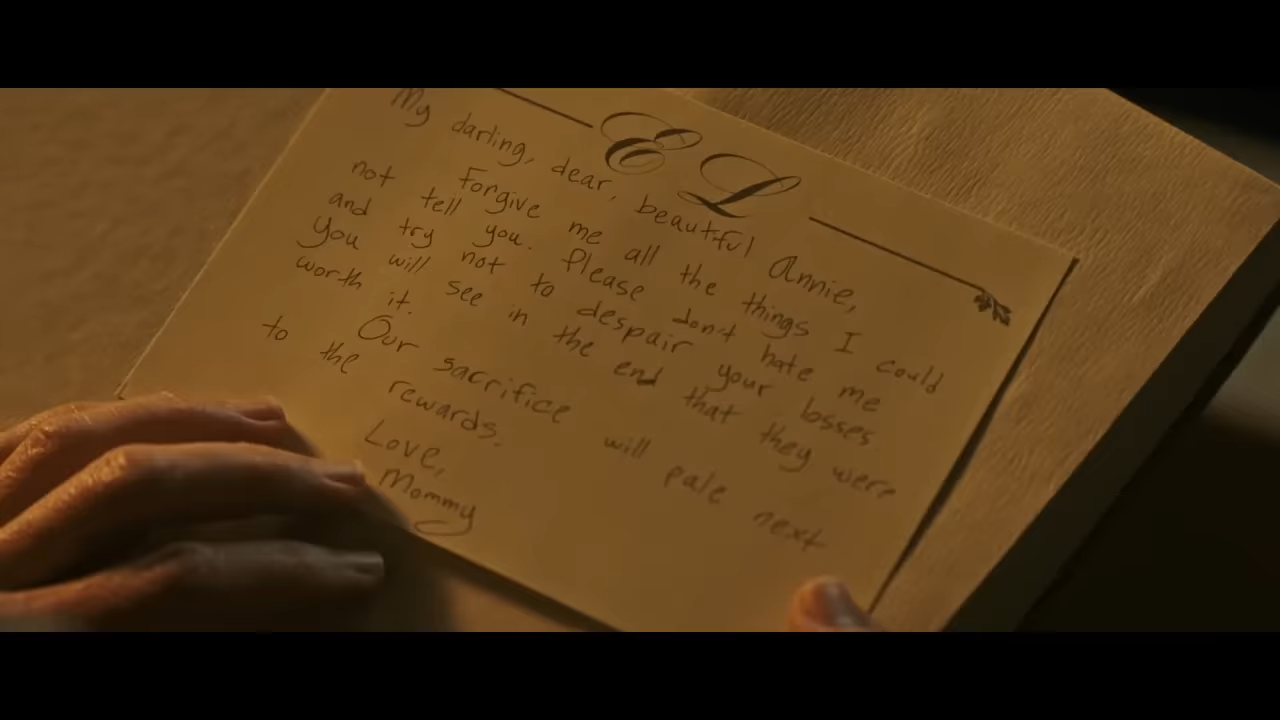 E L
My darling, dear, beautiful Annie,
Forgive me all the things I could
not tell you. Please don't hate me
and try not to despair your losses.
You will see in the end that they were
worth it.
Our sacrifice will pale next
to the rewards.
Love,
Mommy